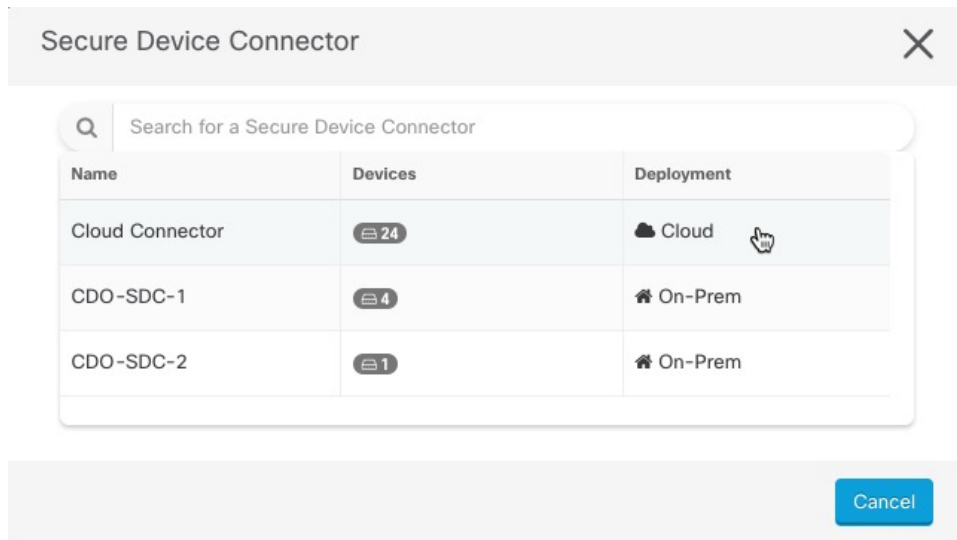 Secure Device Connector
Search for a Secure Device Connector
Name Devices Deployment
Cloud Connector 24 Cloud
CDO-SDC-1 4 On-Prem
CDO-SDC-2 1 On-Prem
Cancel